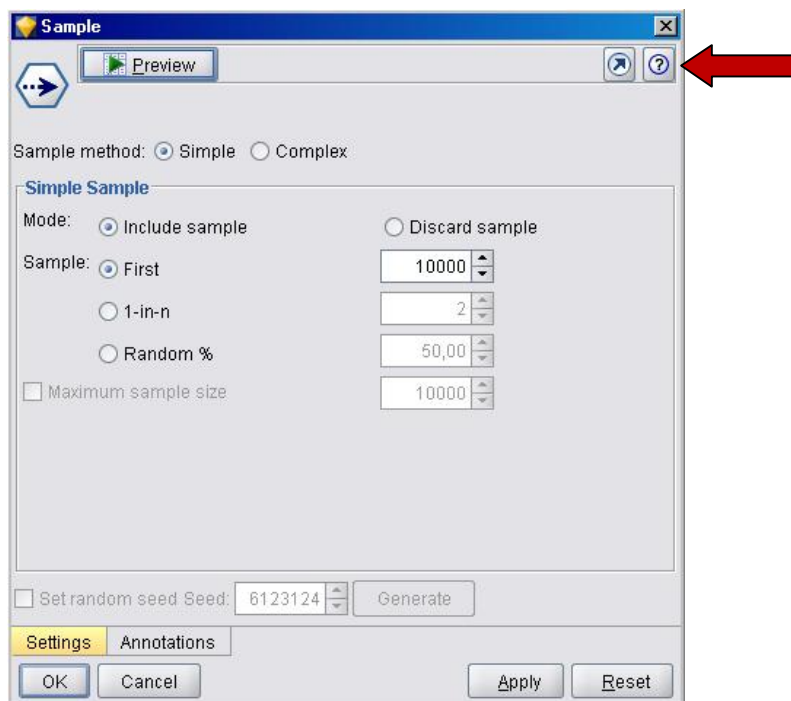 Sample
Preview
?
Sample method: Simple Complex
Simple Sample
Mode: Include sample Discard sample
Sample: First 10000
1-in-n 2
Random % 50,00
Maximum sample size 10000
Set random seed Seed: 6123124 Generate
Settings Annotations
OK Cancel Apply Reset